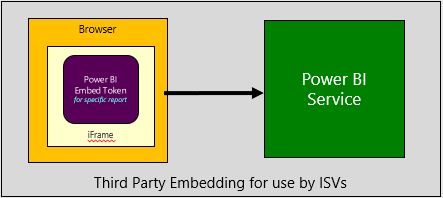 Browser
Power BI
Embed Token
for specific report
iFrame
Power BI
Service
Third Party Embedding for use by ISVs